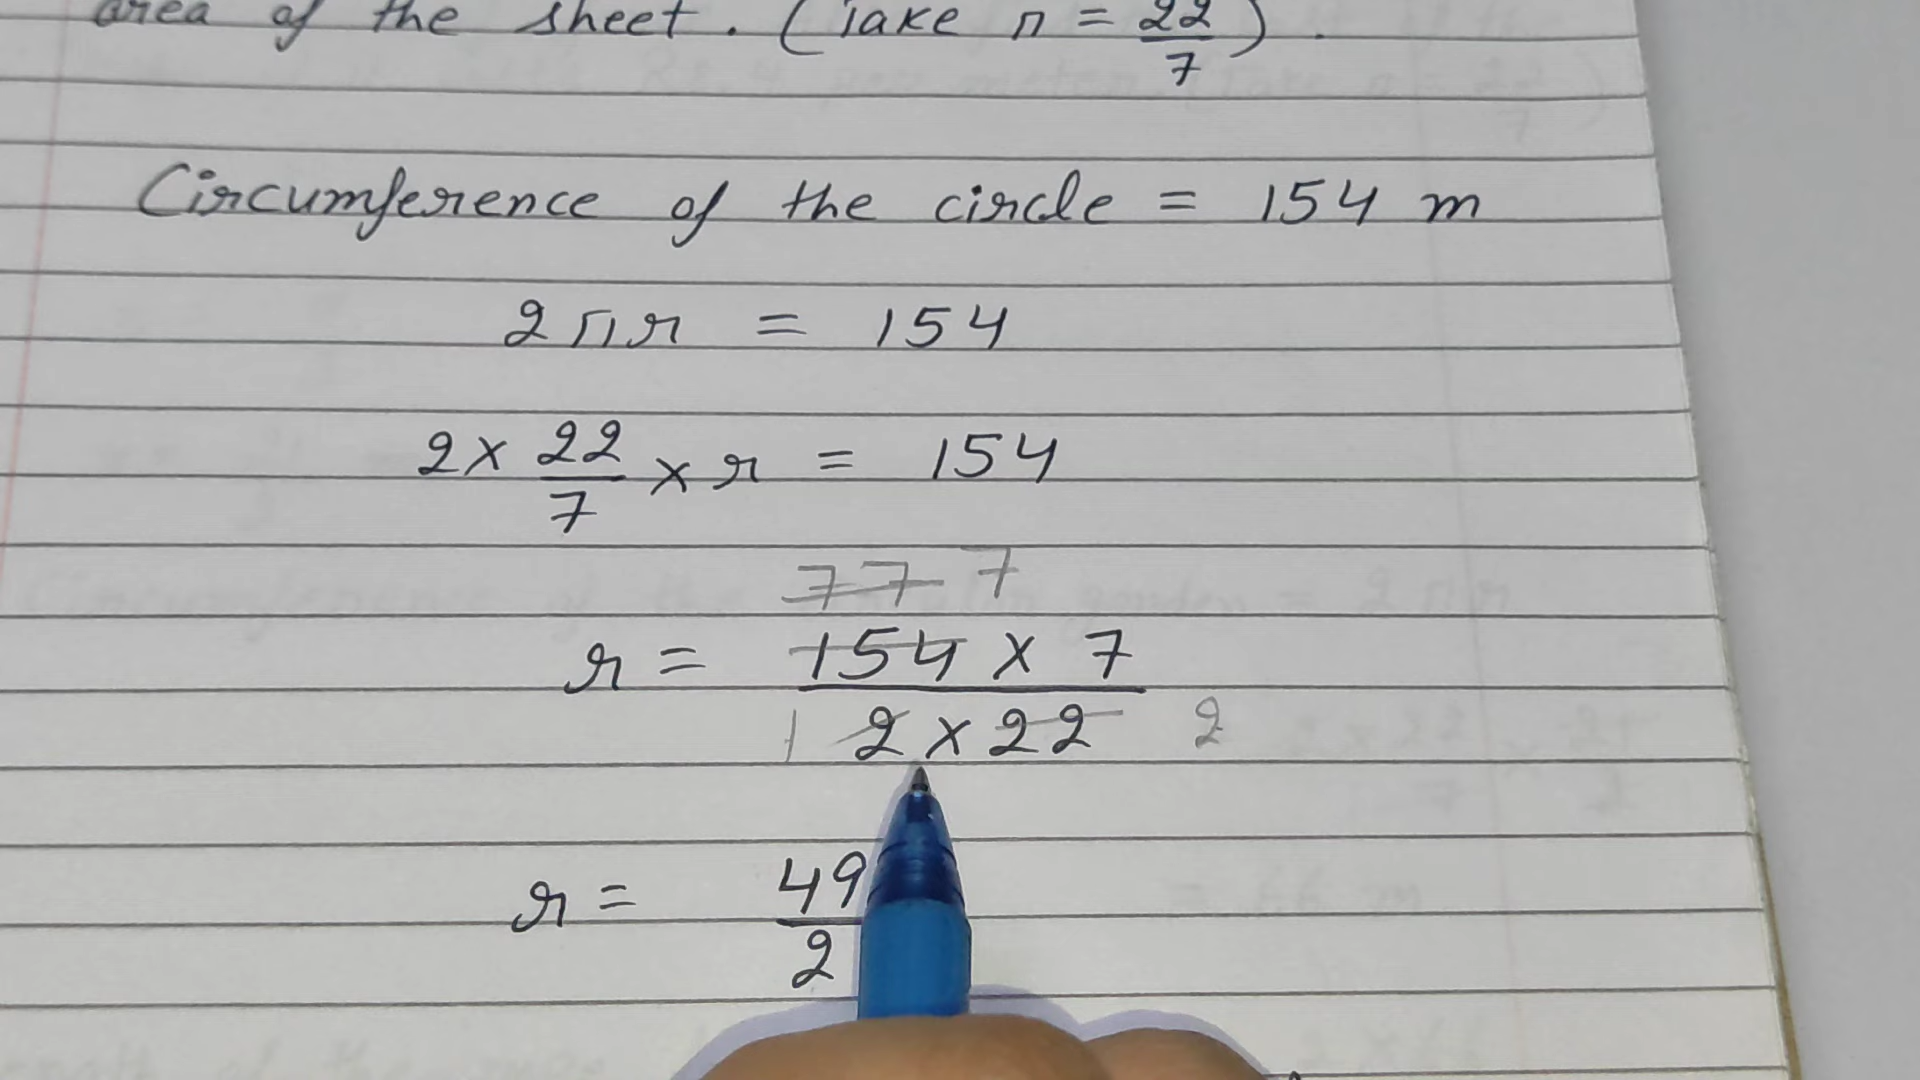 area of the sheet. (Take π = 22/7).
Circumference of the circle = 154 m
2πr = 154
2 × 22/7 × r = 154
77 7
r = 154 × 7
1 2 × 22 2
r = 49/2